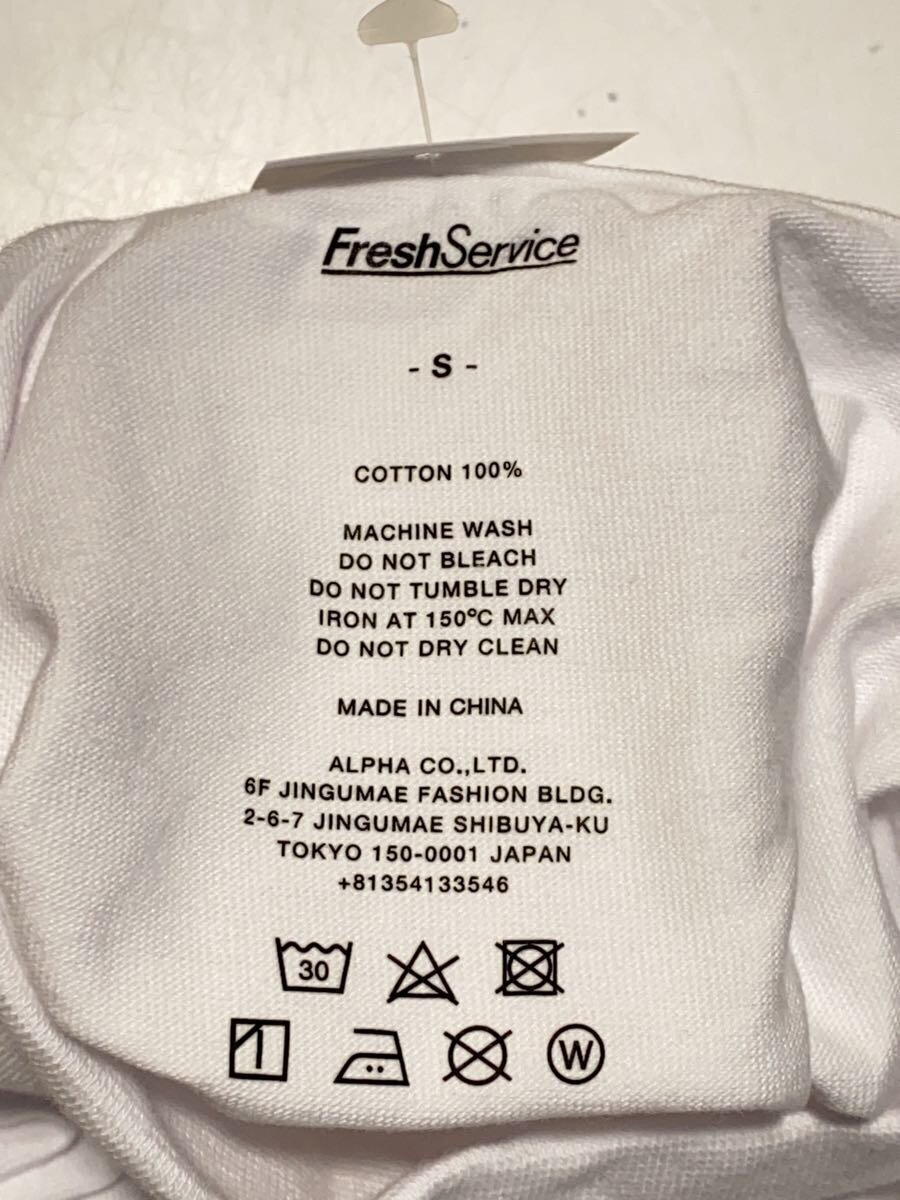 FreshService
- S -
COTTON 100%
MACHINE WASH
DO NOT BLEACH
DO NOT TUMBLE DRY
IRON AT 150°C MAX
DO NOT DRY CLEAN
MADE IN CHINA
ALPHA CO.,LTD.
6F JINGUMAE FASHION BLDG.
2-6-7 JINGUMAE SHIBUYA-KU
TOKYO 150-0001 JAPAN
+81354133546
30
W